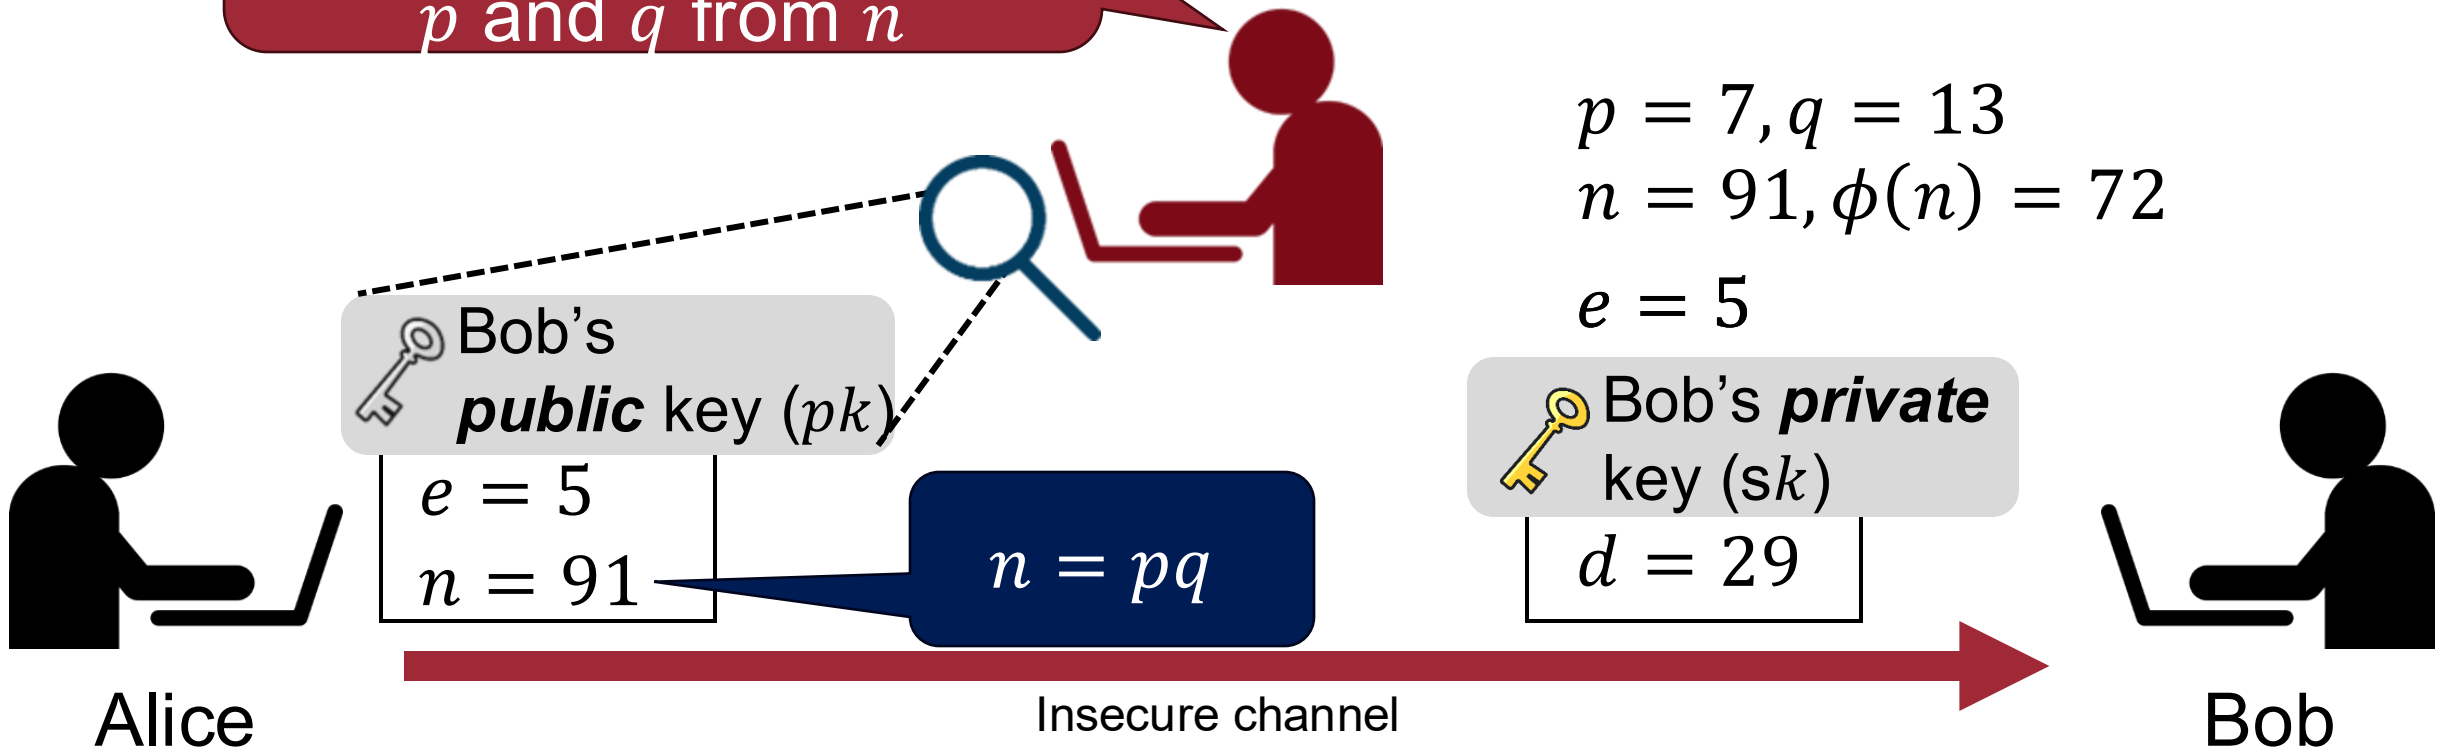 p and q from n
p = 7, q = 13
n = 91, ϕ(n) = 72
e = 5
Bob's
public key (pk)
e = 5
n = 91
n = pq
Bob's private
key (sk)
d = 29
Insecure channel
Alice
Bob